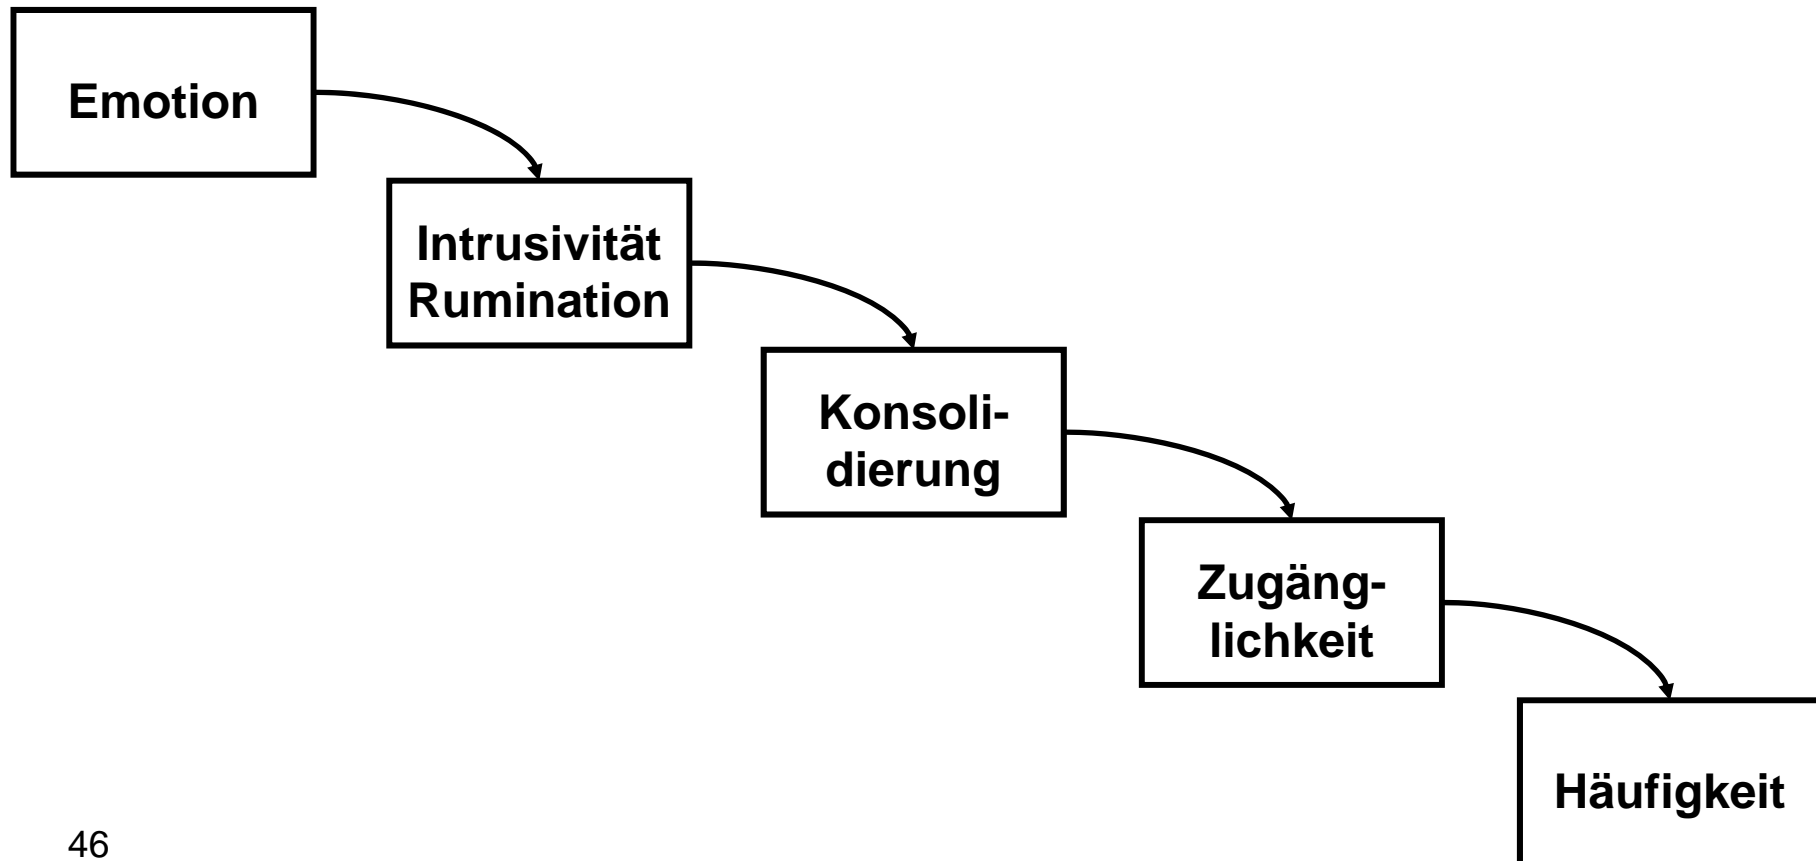 Emotion
Intrusivität
Rumination
Konsoli-
dierung
Zugäng-
lichkeit
Häufigkeit
46